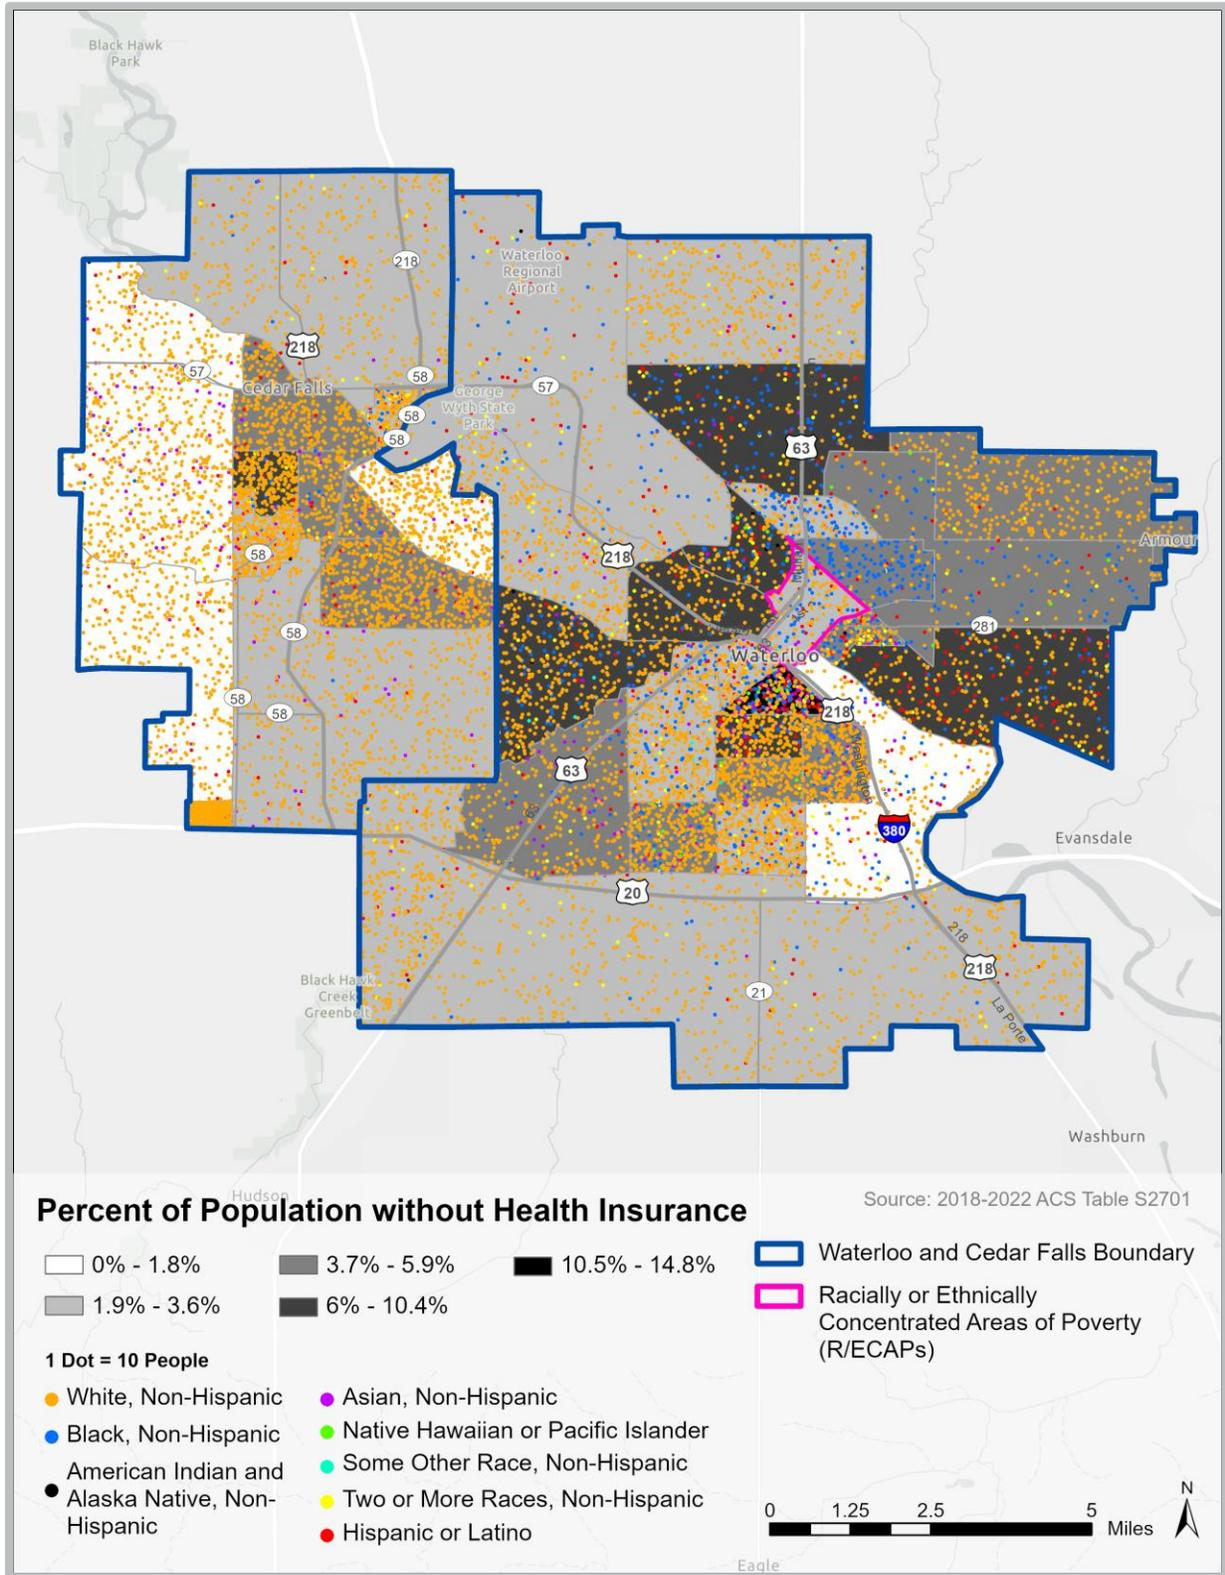 Black Hawk
Park
218
Waterloo
Regional
Airport
218
57
58
57
Cedar Falls
George
Wyth State
Park
58
58
63
58
218
Armour
281
58
Waterloo
58
58
218
63
Washington
63
380
Evansdale
20
218
218
21
La Porte
Black Hawk
Creek
Greenbelt
Washburn
Hudson
Percent of Population without Health Insurance
Source: 2018-2022 ACS Table S2701
0% - 1.8%
3.7% - 5.9%
10.5% - 14.8%
1.9% - 3.6%
6% - 10.4%
Waterloo and Cedar Falls Boundary
Racially or Ethnically
Concentrated Areas of Poverty
(R/ECAPs)
1 Dot = 10 People
White, Non-Hispanic
Black, Non-Hispanic
American Indian and
Alaska Native, Non-
Hispanic
Asian, Non-Hispanic
Native Hawaiian or Pacific Islander
Some Other Race, Non-Hispanic
Two or More Races, Non-Hispanic
Hispanic or Latino
N
0 1.25 2.5 5
Miles
Eagle